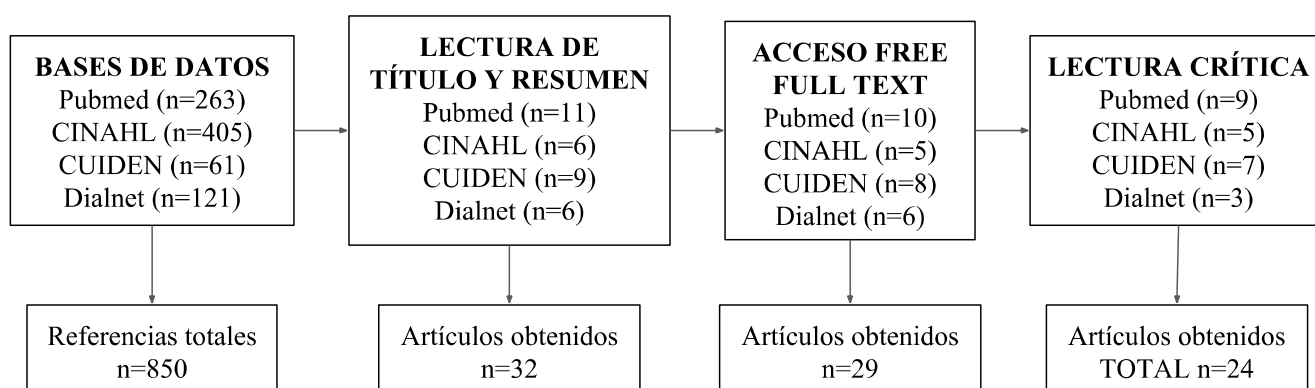 BASES DE DATOS
Pubmed (n=263)
CINAHL (n=405)
CUIDEN (n=61)
Dialnet (n=121)
LECTURA DE
TÍTULO Y RESUMEN
Pubmed (n=11)
CINAHL (n=6)
CUIDEN (n=9)
Dialnet (n=6)
ACCESO FREE
FULL TEXT
Pubmed (n=10)
CINAHL (n=5)
CUIDEN (n=8)
Dialnet (n=6)
LECTURA CRÍTICA
Pubmed (n=9)
CINAHL (n=5)
CUIDEN (n=7)
Dialnet (n=3)
Referencias totales
n=850
Artículos obtenidos
n=32
Artículos obtenidos
n=29
Artículos obtenidos
TOTAL n=24